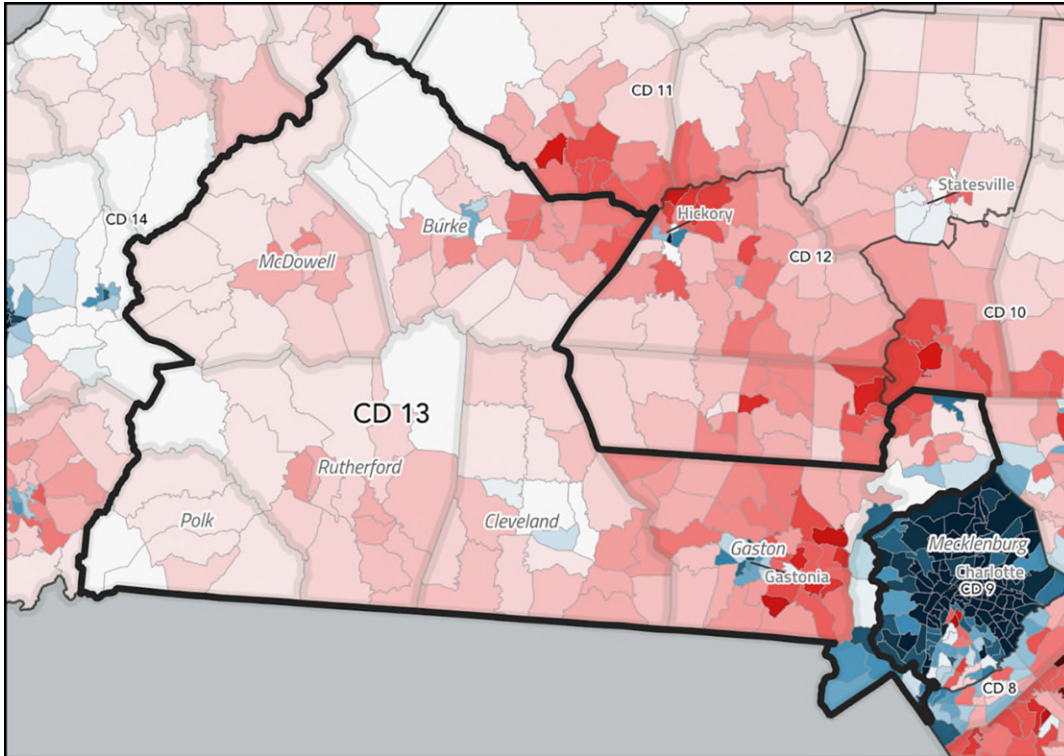 CD 11
Statesville
CD 14
Burke
Hickory
McDowell
CD 12
CD 10
CD 13
Rutherford
Polk
Cleveland
Gaston
Gastonia
Mecklenburg
Charlotte
CD 9
CD 8